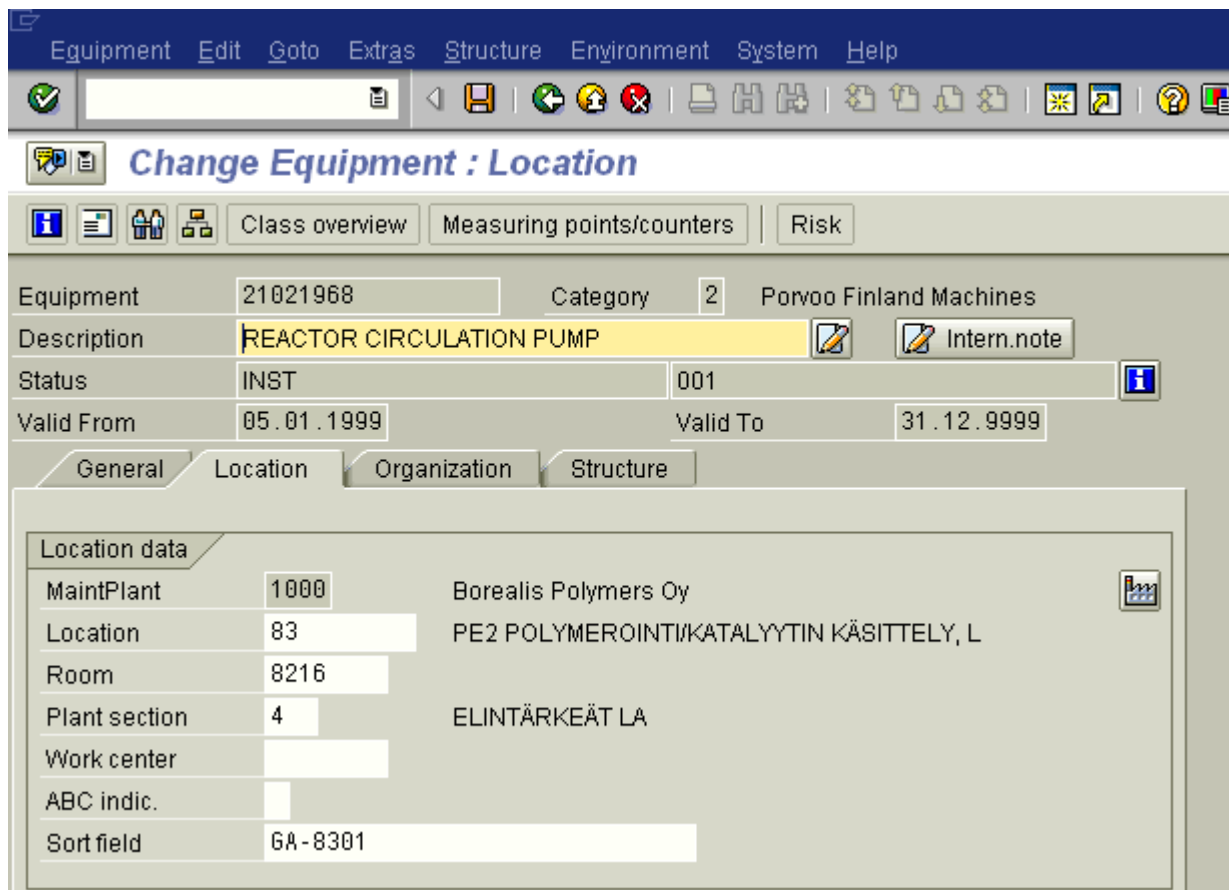 Equipment Edit Goto Extras Structure Environment System Help
Change Equipment : Location
Class overview Measuring points/counters Risk
Equipment 21021968 Category 2 Porvoo Finland Machines
Description REACTOR CIRCULATION PUMP Intern.note
Status INST 001
Valid From 05.01.1999 Valid To 31.12.9999
General Location Organization Structure
Location data
MaintPlant 1000 Borealis Polymers Oy
Location 83 PE2 POLYMEROINTI/KATALYYTIN KÄSITTELY, L
Room 8216
Plant section 4 ELINTÄRKEÄT LA
Work center
ABC indic.
Sort field GA-8301